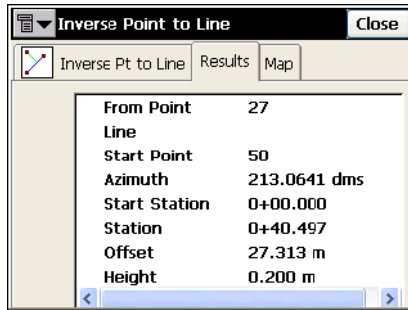 Inverse Point to Line Close
Inverse Pt to Line Results Map
From Point 27
Line
Start Point 50
Azimuth 213.0641 dms
Start Station 0+00.000
Station 0+40.497
Offset 27.313 m
Height 0.200 m